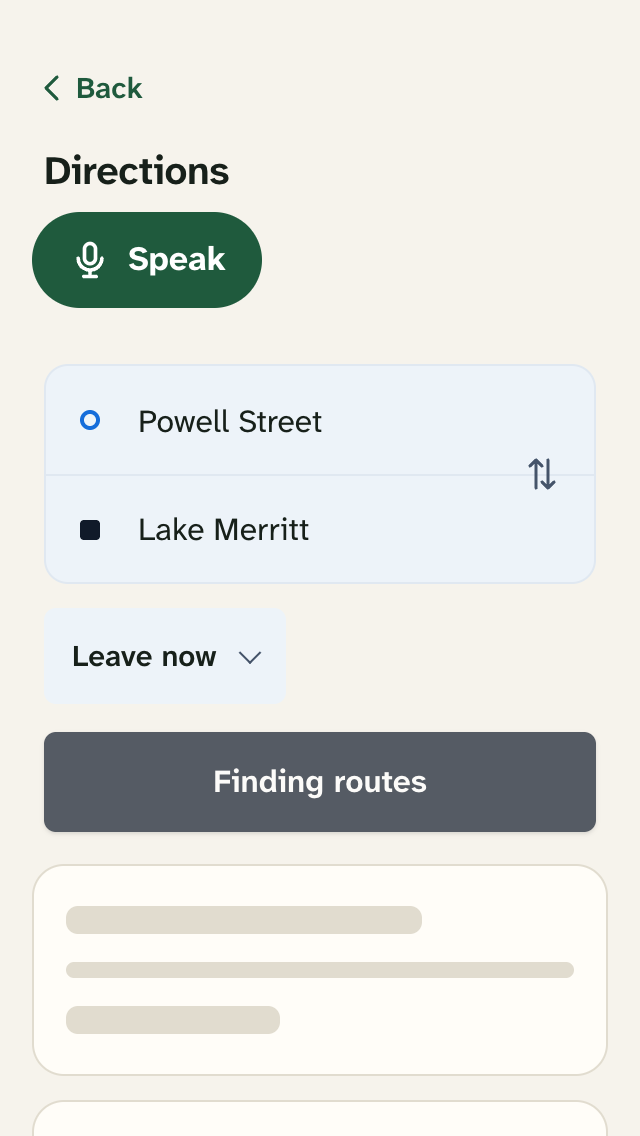 Back
Directions
Speak
Powell Street
Lake Merritt
Leave now
Finding routes